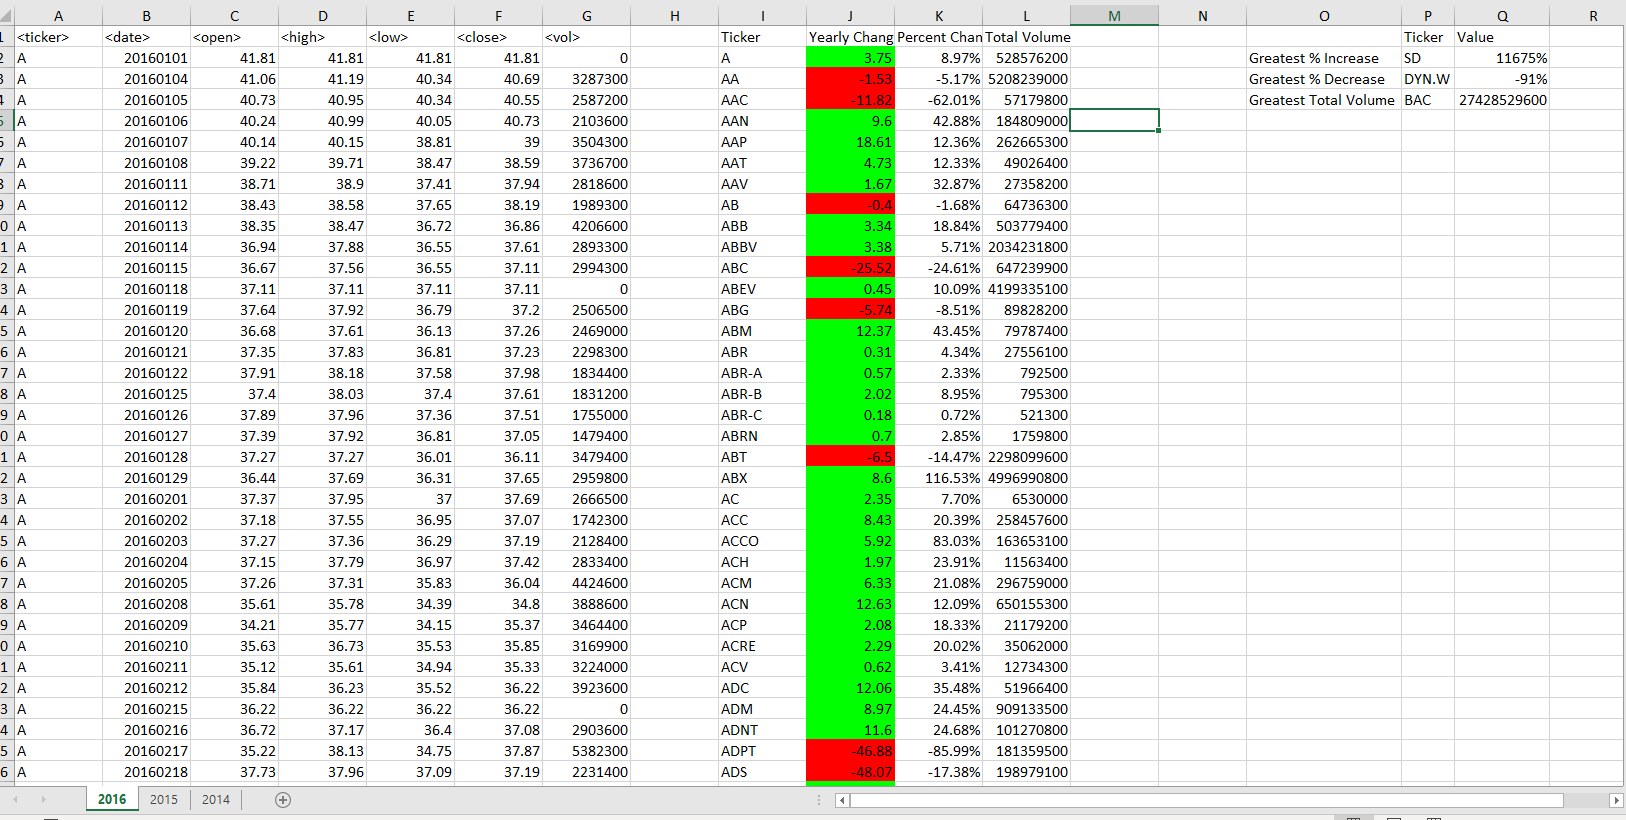 A B C D E F G H I J K L M N O P Q R
1 <ticker> <date> <open> <high> <low> <close> <vol> Ticker Yearly Chang Percent Chan Total Volume Ticker Value
2 A 20160101 41.81 41.81 41.81 41.81 0 A 3.75 8.97% 528576200 Greatest % Increase SD 11675%
3 A 20160104 41.06 41.19 40.34 40.69 3287300 AA -1.53 -5.17% 5208239000 Greatest % Decrease DYN.W -91%
4 A 20160105 40.73 40.95 40.34 40.55 2587200 AAC -11.82 -62.01% 57179800 Greatest Total Volume BAC 27428529600
5 A 20160106 40.24 40.99 40.05 40.73 2103600 AAN 9.6 42.88% 184809000
6 A 20160107 40.14 40.15 38.81 39 3504300 AAP 18.61 12.36% 262665300
7 A 20160108 39.22 39.71 38.47 38.59 3736700 AAT 4.73 12.33% 49026400
8 A 20160111 38.71 38.9 37.41 37.94 2818600 AAV 1.67 32.87% 27358200
9 A 20160112 38.43 38.58 37.65 38.19 1989300 AB -0.4 -1.68% 64736300
0 A 20160113 38.35 38.47 36.72 36.86 4206600 ABB 3.34 18.84% 503779400
1 A 20160114 36.94 37.88 36.55 37.61 2893300 ABBV 3.38 5.71% 2034231800
2 A 20160115 36.67 37.56 36.55 37.11 2994300 ABC -25.52 -24.61% 647239900
3 A 20160118 37.11 37.11 37.11 37.11 0 ABEV 0.45 10.09% 4199335100
4 A 20160119 37.64 37.92 36.79 37.2 2506500 ABG -5.74 -8.51% 89828200
5 A 20160120 36.68 37.61 36.13 37.26 2469000 ABM 12.37 43.45% 79787400
6 A 20160121 37.35 37.83 36.81 37.23 2298300 ABR 0.31 4.34% 27556100
7 A 20160122 37.91 38.18 37.58 37.98 1834400 ABR-A 0.57 2.33% 792500
8 A 20160125 37.4 38.03 37.4 37.61 1831200 ABR-B 2.02 8.95% 795300
9 A 20160126 37.89 37.96 37.36 37.51 1755000 ABR-C 0.18 0.72% 521300
0 A 20160127 37.39 37.92 36.81 37.05 1479400 ABRN 0.7 2.85% 1759800
1 A 20160128 37.27 37.27 36.01 36.11 3479400 ABT -6.5 -14.47% 2298099600
2 A 20160129 36.44 37.69 36.31 37.65 2959800 ABX 8.6 116.53% 4996990800
3 A 20160201 37.37 37.95 37 37.69 2666500 AC 2.35 7.70% 6530000
4 A 20160202 37.18 37.55 36.95 37.07 1742300 ACC 8.43 20.39% 258457600
5 A 20160203 37.27 37.36 36.29 37.19 2128400 ACCO 5.92 83.03% 163653100
6 A 20160204 37.15 37.79 36.97 37.42 2833400 ACH 1.97 23.91% 11563400
7 A 20160205 37.26 37.31 35.83 36.04 4424600 ACM 6.33 21.08% 296759000
8 A 20160208 35.61 35.78 34.39 34.8 3888600 ACN 12.63 12.09% 650155300
9 A 20160209 34.21 35.77 34.15 35.37 3464400 ACP 2.08 18.33% 21179200
0 A 20160210 35.63 36.73 35.53 35.85 3169900 ACRE 2.29 20.02% 35062000
1 A 20160211 35.12 35.61 34.94 35.33 3224000 ACV 0.62 3.41% 12734300
2 A 20160212 35.84 36.23 35.52 36.22 3923600 ADC 12.06 35.48% 51966400
3 A 20160215 36.22 36.22 36.22 36.22 0 ADM 8.97 24.45% 909133500
4 A 20160216 36.72 37.17 36.4 37.08 2903600 ADNT 11.6 24.68% 101270800
5 A 20160217 35.22 38.13 34.75 37.87 5382300 ADPT -46.88 -85.99% 181359500
6 A 20160218 37.73 37.96 37.09 37.19 2231400 ADS -48.07 -17.38% 198979100
2016 2015 2014